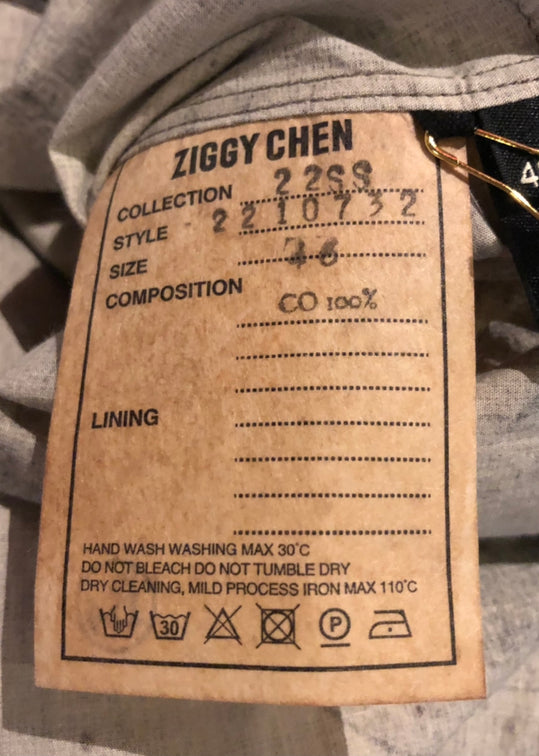 ZIGGY CHEN
COLLECTION 22SS
STYLE 2210732
SIZE 46
COMPOSITION
CO 100%
LINING
HAND WASH WASHING MAX 30°C
DO NOT BLEACH DO NOT TUMBLE DRY
DRY CLEANING, MILD PROCESS IRON MAX 110°C
30 P